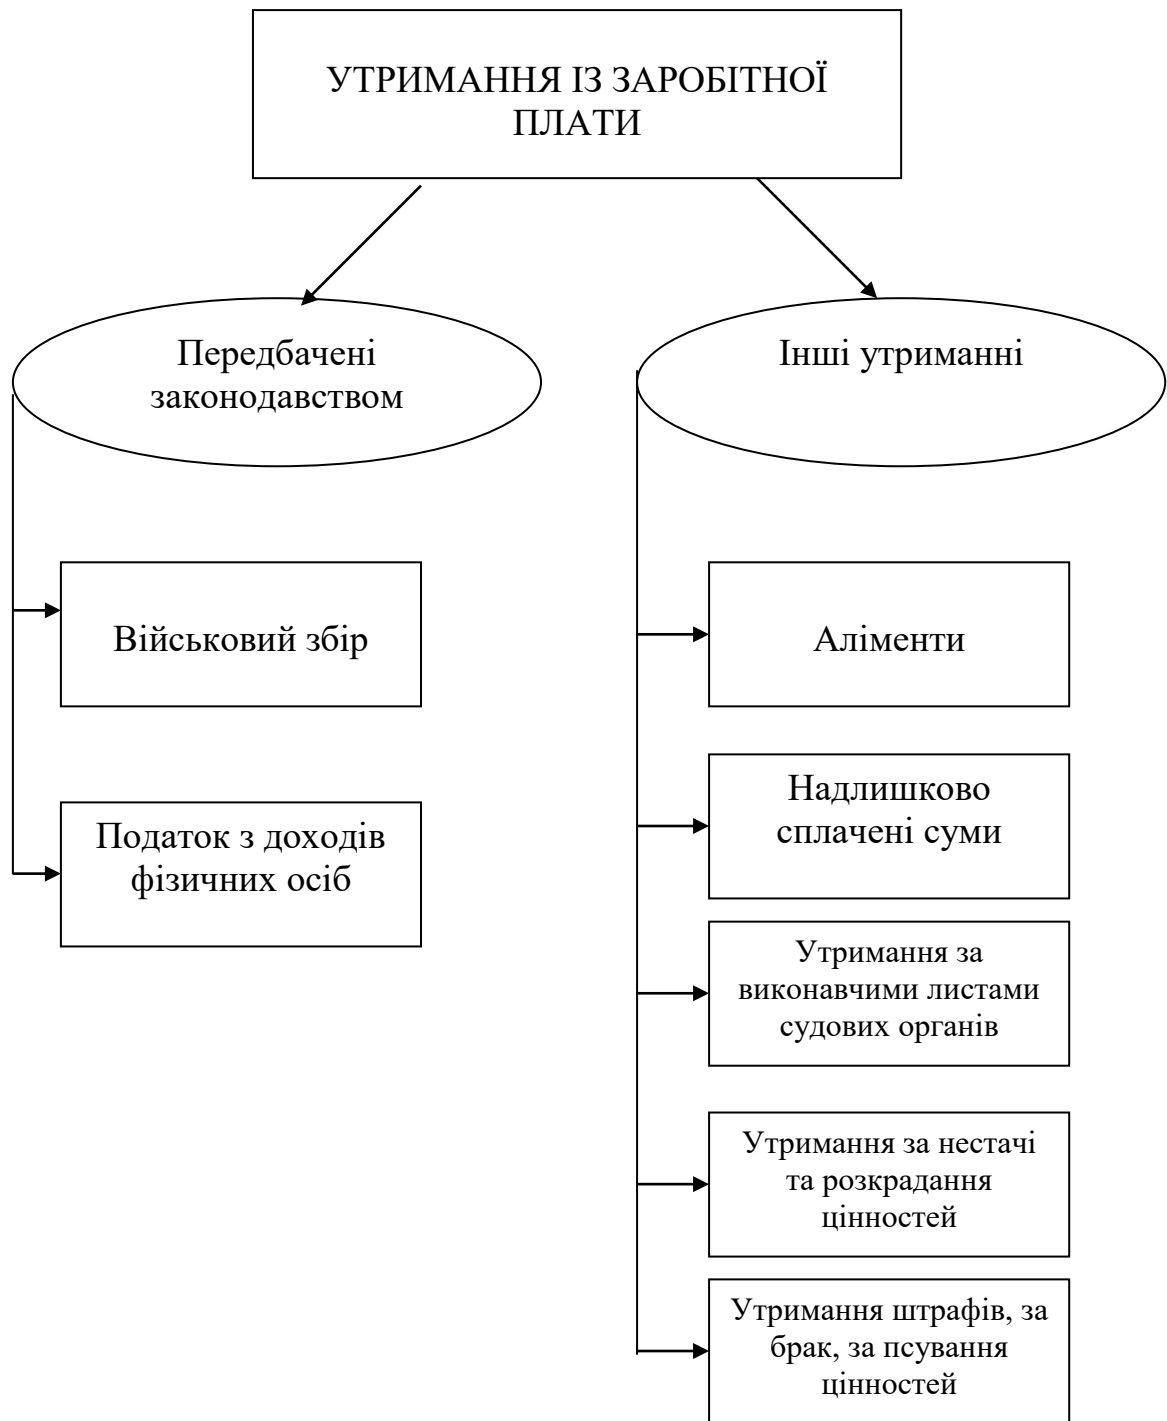 УТРИМАННЯ ІЗ ЗАРОБІТНОЇ
ПЛАТИ
Передбачені
законодавством
Інші утриманні
Військовий збір
Податок з доходів
фізичних осіб
Аліменти
Надлишково
сплачені суми
Утримання за
виконавчими листами
судових органів
Утримання за нестачі
та розкрадання
цінностей
Утримання штрафів, за
брак, за псування
цінностей